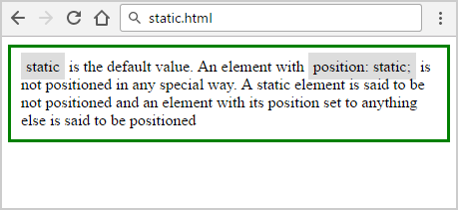 static.html
static is the default value. An element with position: static; is
not positioned in any special way. A static element is said to be
not positioned and an element with its position set to anything
else is said to be positioned